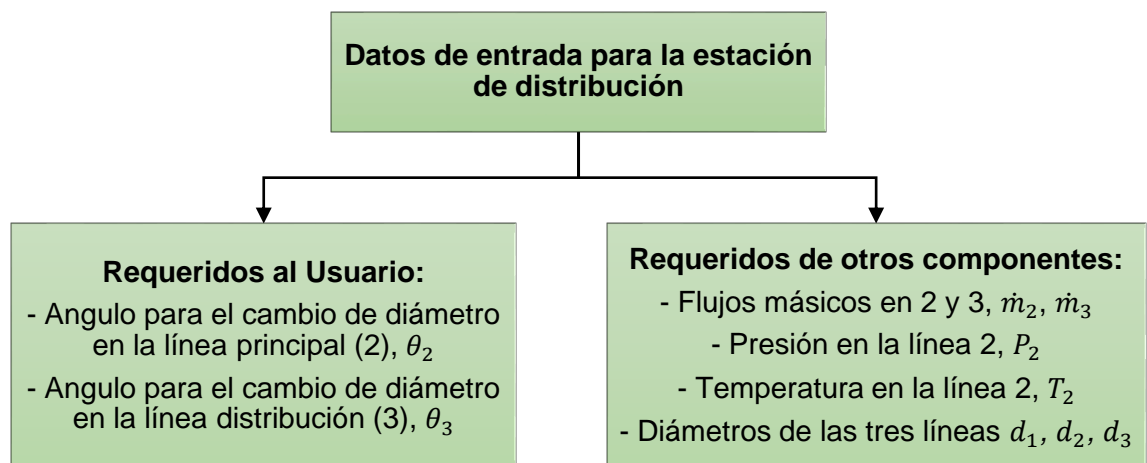 Datos de entrada para la estación
de distribución
Requeridos al Usuario:
- Angulo para el cambio de diámetro
en la línea principal (2), θ₂
- Angulo para el cambio de diámetro
en la línea distribución (3), θ₃
Requeridos de otros componentes:
- Flujos másicos en 2 y 3, ṁ₂, ṁ₃
- Presión en la línea 2, P₂
- Temperatura en la línea 2, T₂
- Diámetros de las tres líneas d₁, d₂, d₃